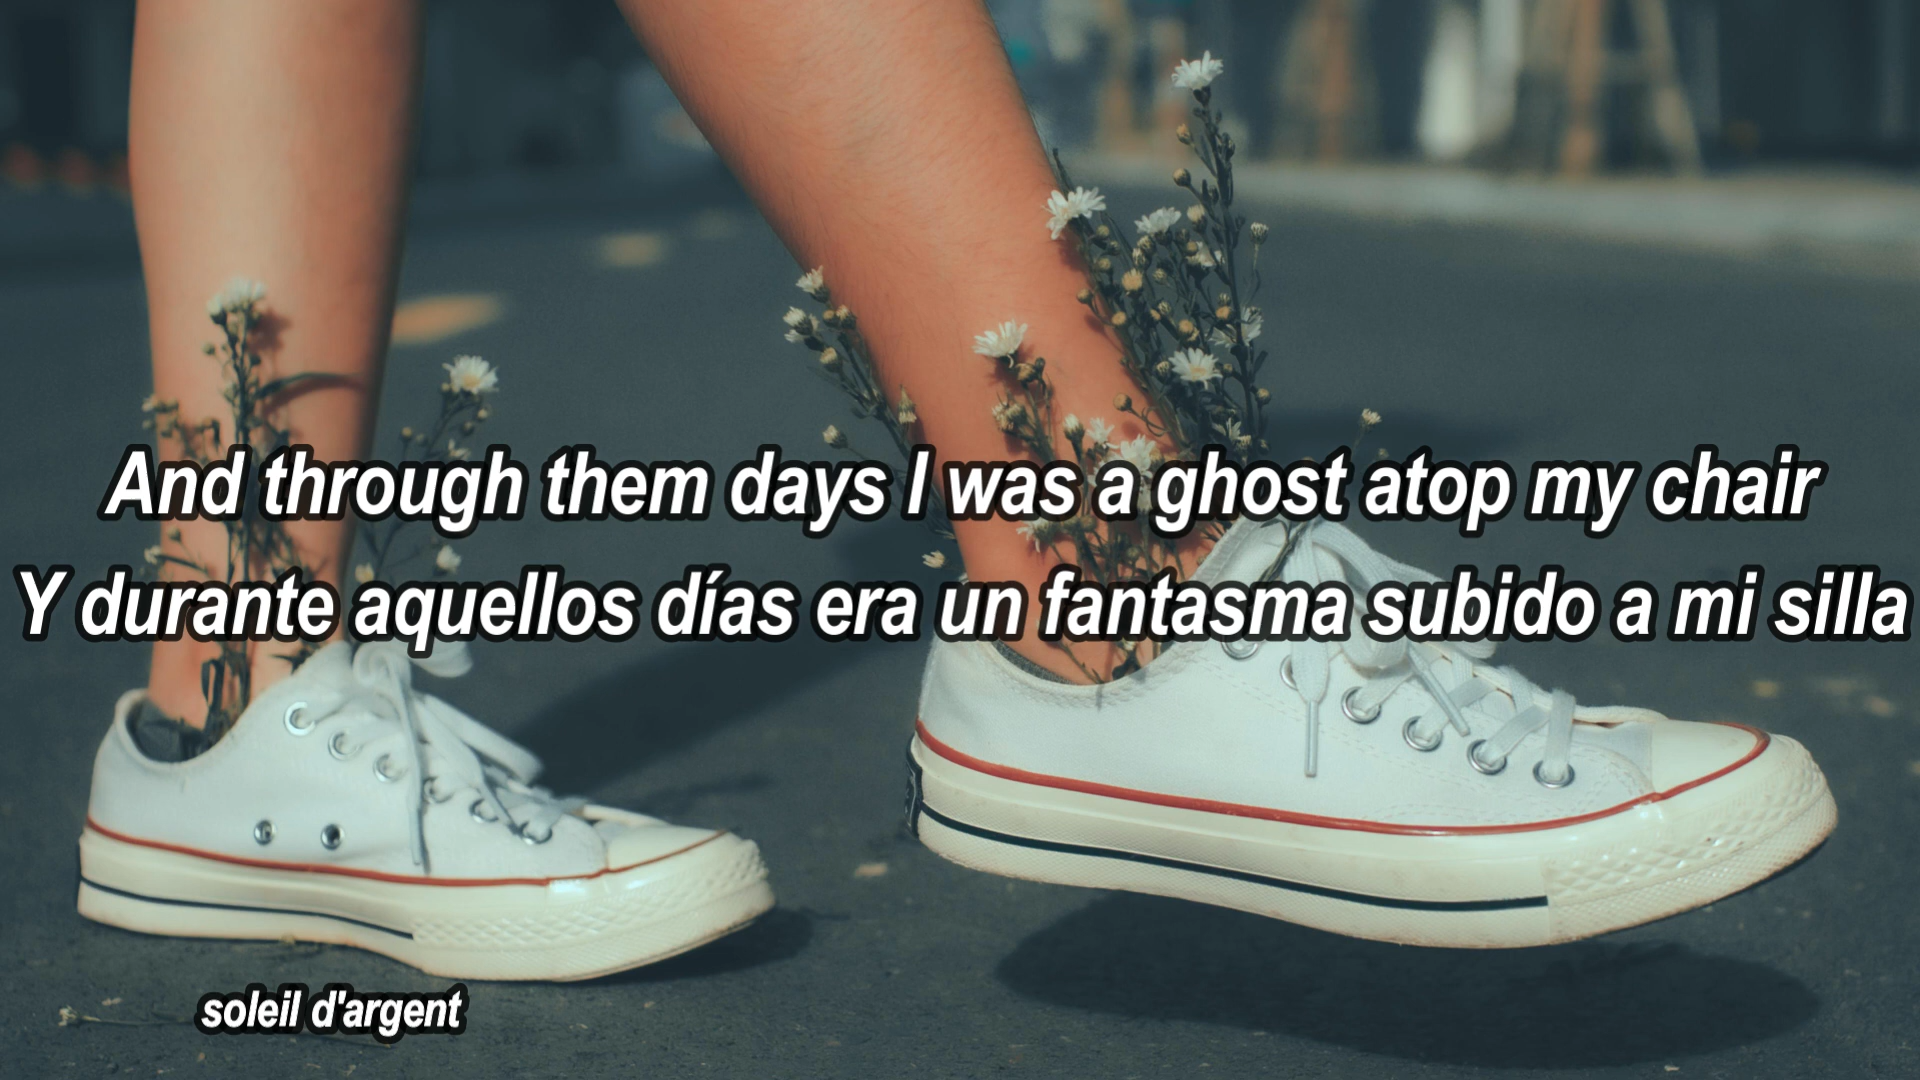 And through them days I was a ghost atop my chair
Y durante aquellos días era un fantasma subido a mi silla
soleil d'argent